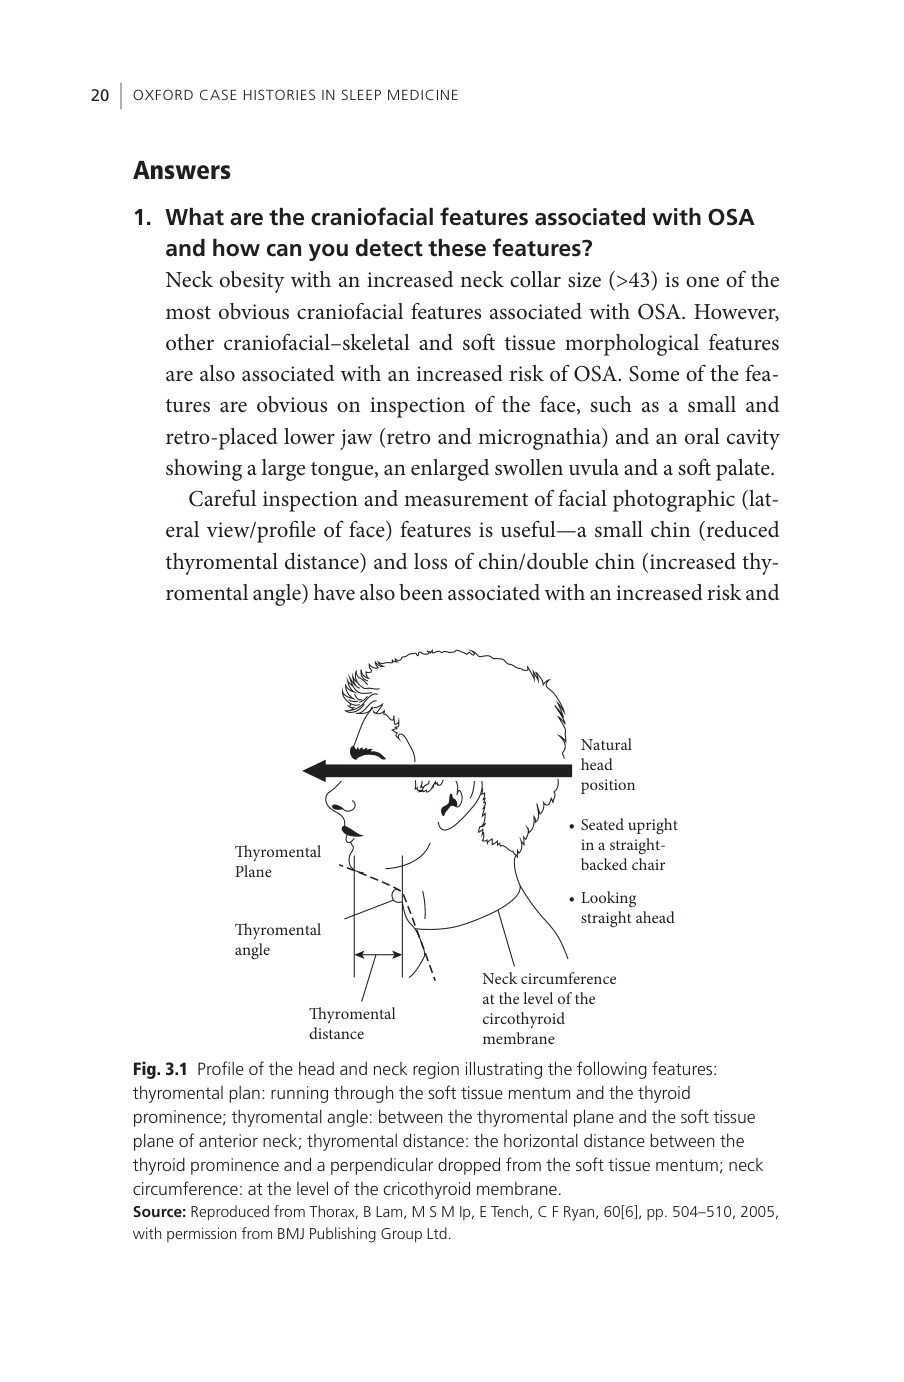 20 OXFORD CASE HISTORIES IN SLEEP MEDICINE
Answers
1. What are the craniofacial features associated with OSA
and how can you detect these features?
Neck obesity with an increased neck collar size (>43) is one of the
most obvious craniofacial features associated with OSA. However,
other craniofacial–skeletal and soft tissue morphological features
are also associated with an increased risk of OSA. Some of the fea-
tures are obvious on inspection of the face, such as a small and
retro-placed lower jaw (retro and micrognathia) and an oral cavity
showing a large tongue, an enlarged swollen uvula and a soft palate.
Careful inspection and measurement of facial photographic (lat-
eral view/profile of face) features is useful—a small chin (reduced
thyromental distance) and loss of chin/double chin (increased thy-
romental angle) have also been associated with an increased risk and
Natural
head
position
• Seated upright
in a straight-
backed chair
• Looking
straight ahead
Thyromental
Plane
Thyromental
angle
Thyromental
distance
Neck circumference
at the level of the
circothyroid
membrane
Fig. 3.1 Profile of the head and neck region illustrating the following features:
thyromental plan: running through the soft tissue mentum and the thyroid
prominence; thyromental angle: between the thyromental plane and the soft tissue
plane of anterior neck; thyromental distance: the horizontal distance between the
thyroid prominence and a perpendicular dropped from the soft tissue mentum; neck
circumference: at the level of the cricothyroid membrane.
Source: Reproduced from Thorax, B Lam, M S M Ip, E Tench, C F Ryan, 60[6], pp. 504–510, 2005,
with permission from BMJ Publishing Group Ltd.